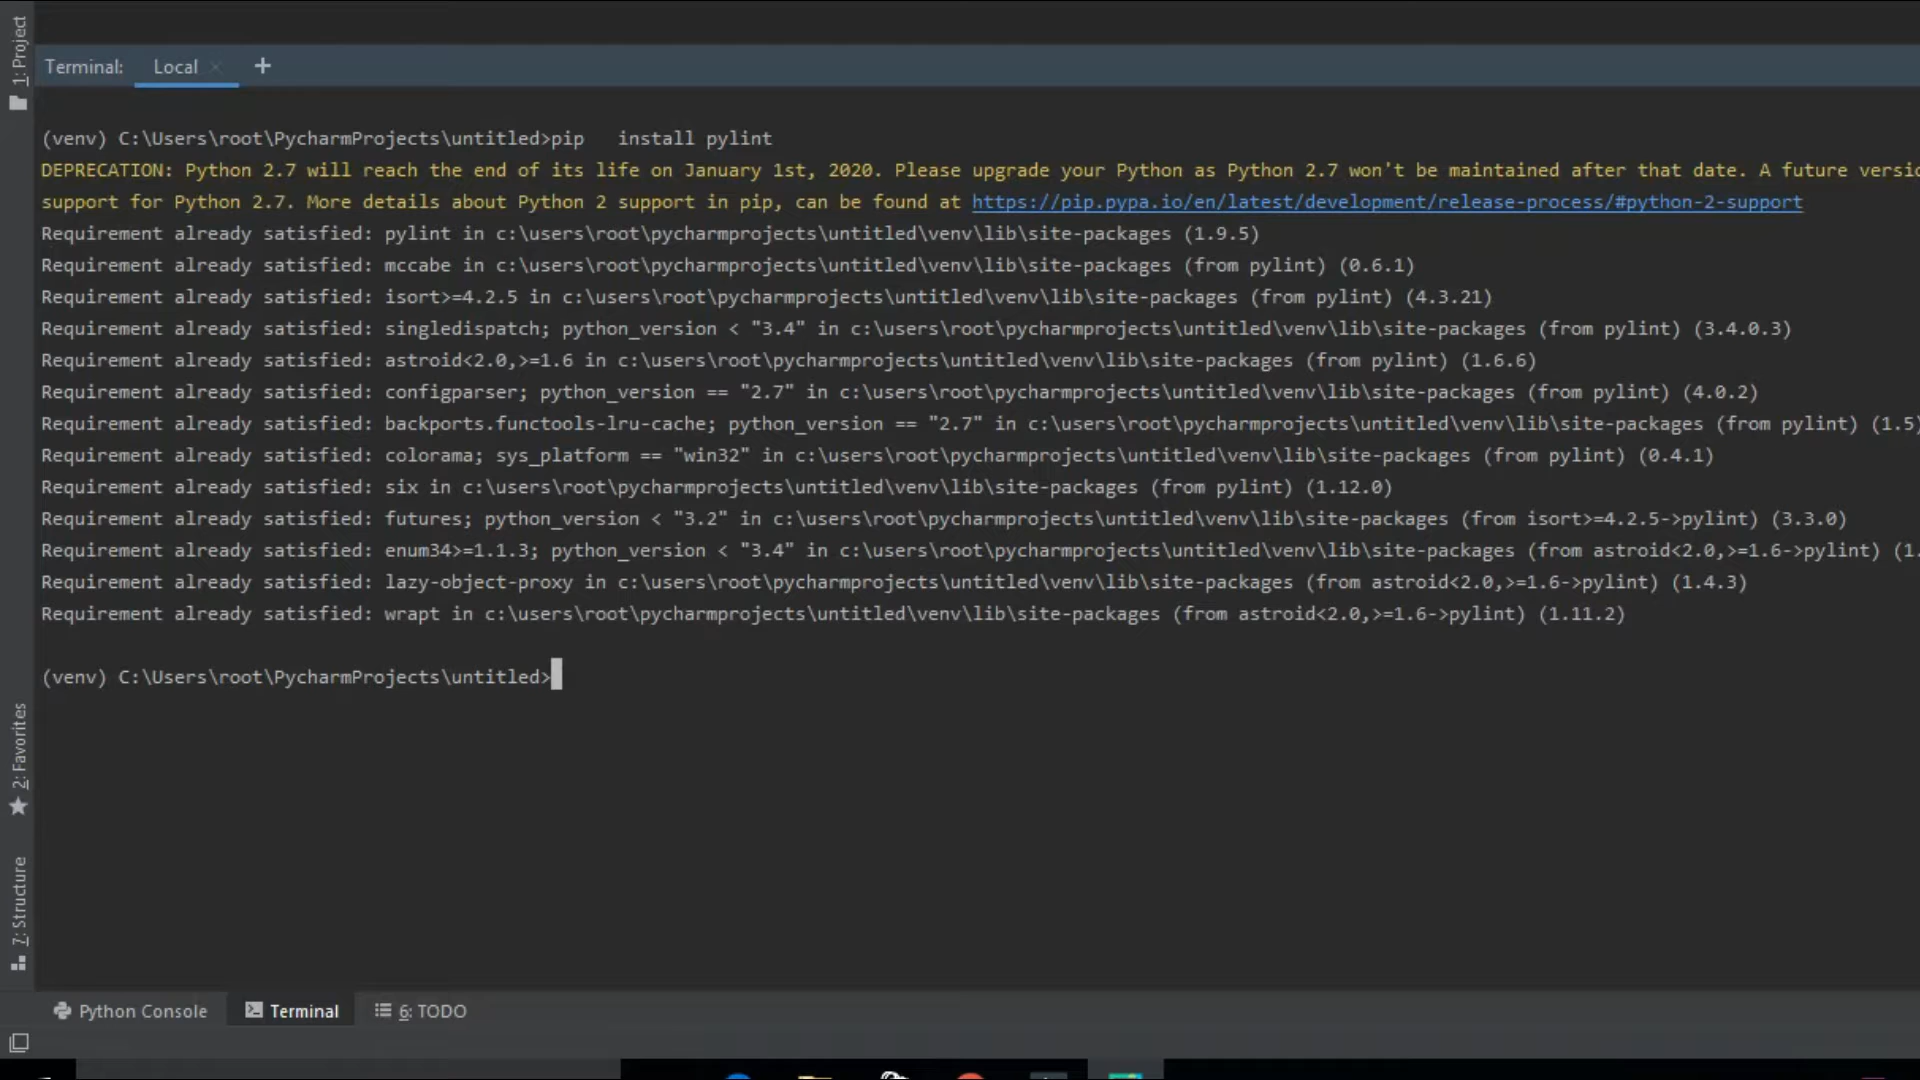 1: Project
Terminal: Local × +
(venv) C:\Users\root\PycharmProjects\untitled>pip   install pylint
DEPRECATION: Python 2.7 will reach the end of its life on January 1st, 2020. Please upgrade your Python as Python 2.7 won't be maintained after that date. A future
support for Python 2.7. More details about Python 2 support in pip, can be found at https://pip.pypa.io/en/latest/development/release-process/#python-2-support
Requirement already satisfied: pylint in c:\users\root\pycharmprojects\untitled\venv\lib\site-packages (1.9.5)
Requirement already satisfied: mccabe in c:\users\root\pycharmprojects\untitled\venv\lib\site-packages (from pylint) (0.6.1)
Requirement already satisfied: isort>=4.2.5 in c:\users\root\pycharmprojects\untitled\venv\lib\site-packages (from pylint) (4.3.21)
Requirement already satisfied: singledispatch; python_version < "3.4" in c:\users\root\pycharmprojects\untitled\venv\lib\site-packages (from pylint) (3.4.0.3)
Requirement already satisfied: astroid<2.0,>=1.6 in c:\users\root\pycharmprojects\untitled\venv\lib\site-packages (from pylint) (1.6.6)
Requirement already satisfied: configparser; python_version == "2.7" in c:\users\root\pycharmprojects\untitled\venv\lib\site-packages (from pylint) (4.0.2)
Requirement already satisfied: backports.functools-lru-cache; python_version == "2.7" in c:\users\root\pycharmprojects\untitled\venv\lib\site-packages (from pylint) (1.5)
Requirement already satisfied: colorama; sys_platform == "win32" in c:\users\root\pycharmprojects\untitled\venv\lib\site-packages (from pylint) (0.4.1)
Requirement already satisfied: six in c:\users\root\pycharmprojects\untitled\venv\lib\site-packages (from pylint) (1.12.0)
Requirement already satisfied: futures; python_version < "3.2" in c:\users\root\pycharmprojects\untitled\venv\lib\site-packages (from isort>=4.2.5->pylint) (3.3.0)
Requirement already satisfied: enum34>=1.1.3; python_version < "3.4" in c:\users\root\pycharmprojects\untitled\venv\lib\site-packages (from astroid<2.0,>=1.6->pylint) (1.
Requirement already satisfied: lazy-object-proxy in c:\users\root\pycharmprojects\untitled\venv\lib\site-packages (from astroid<2.0,>=1.6->pylint) (1.4.3)
Requirement already satisfied: wrapt in c:\users\root\pycharmprojects\untitled\venv\lib\site-packages (from astroid<2.0,>=1.6->pylint) (1.11.2)
(venv) C:\Users\root\PycharmProjects\untitled>
2: Favorites
7: Structure
Python Console Terminal 6: TODO